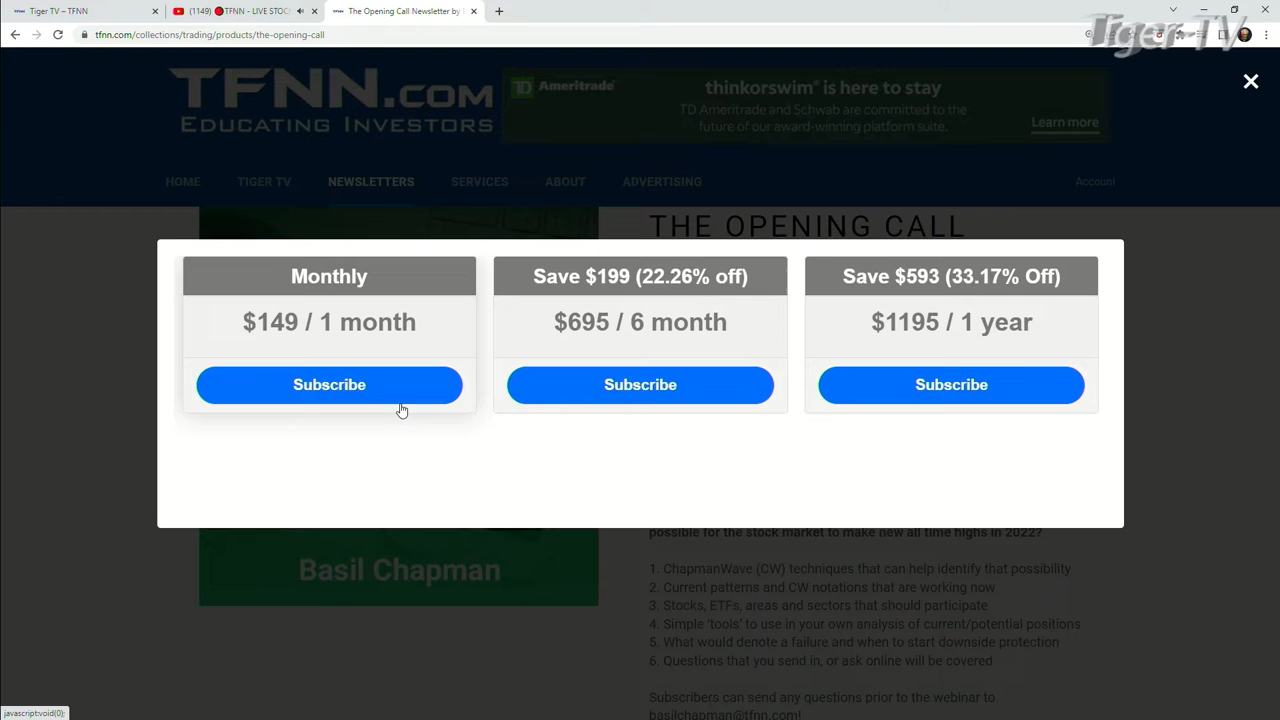 Tiger TV – TFNN
(1149) 🔴TFNN - LIVE STOC
The Opening Call Newsletter by
tfnn.com/collections/trading/products/the-opening-call
Tiger TV
TFNN.COM
EDUCATING INVESTORS
TD Ameritrade
thinkorswim® is here to stay
TD Ameritrade and Schwab are committed to the
future of our award-winning platform suite.
Learn more
HOME
TIGER TV
NEWSLETTERS
SERVICES
ABOUT
ADVERTISING
Account
THE OPENING CALL
Monthly
$149 / 1 month
Subscribe
Save $199 (22.26% off)
$695 / 6 month
Subscribe
Save $593 (33.17% Off)
$1195 / 1 year
Subscribe
possible for the stock market to make new all time highs in 2022?
Basil Chapman
1. ChapmanWave (CW) techniques that can help identify that possibility
2. Current patterns and CW notations that are working now
3. Stocks, ETFs, areas and sectors that should participate
4. Simple 'tools' to use in your own analysis of current/potential positions
5. What would denote a failure and when to start downside protection
6. Questions that you send in, or ask online will be covered
Subscribers can send any questions prior to the webinar to
basilchapman@tfnn.com!
javascript:void(0);